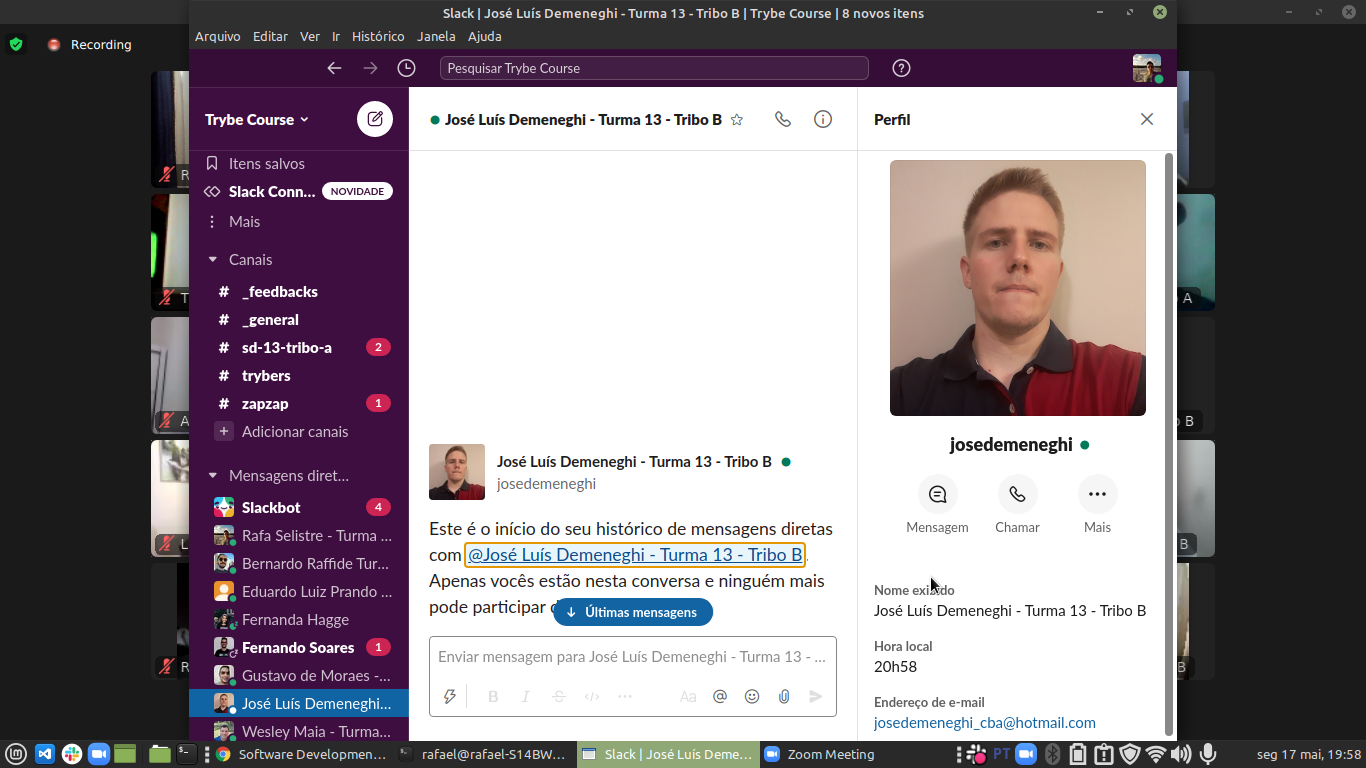 Slack | José Luís Demeneghi - Turma 13 - Tribo B | Trybe Course | 8 novos itens
Recording
Arquivo Editar Ver Ir Histórico Janela Ajuda
Pesquisar Trybe Course
Trybe Course
Itens salvos
Slack Conn... NOVIDADE
Mais
Canais
# _feedbacks
# _general
# sd-13-tribo-a 2
# trybers
# zapzap 1
+ Adicionar canais
Mensagens diret...
Slackbot 4
Rafa Selistre - Turma ...
Bernardo Raffide Tur...
Eduardo Luiz Prando ...
Fernanda Hagge
Fernando Soares 1
Gustavo de Moraes -...
José Luís Demeneghi...
Wesley Maia - Turma...
José Luís Demeneghi - Turma 13 - Tribo B
José Luís Demeneghi - Turma 13 - Tribo B
josedemeneghi
Este é o início do seu histórico de mensagens diretas
com @José Luís Demeneghi - Turma 13 - Tribo B.
Apenas vocês estão nesta conversa e ninguém mais
pode participar
Últimas mensagens
Enviar mensagem para José Luís Demeneghi - Turma 13 - ...
B I S </> ... Aa @
Perfil
josedemeneghi
Mensagem Chamar Mais
Nome exibido
José Luís Demeneghi - Turma 13 - Tribo B
Hora local
20h58
Endereço de e-mail
josedemeneghi_cba@hotmail.com
R
T
A
L
R
A
B
B
B
Software Developmen... rafael@rafael-S14BW... Slack | José Luís Deme... Zoom Meeting PT seg 17 mai, 19:58